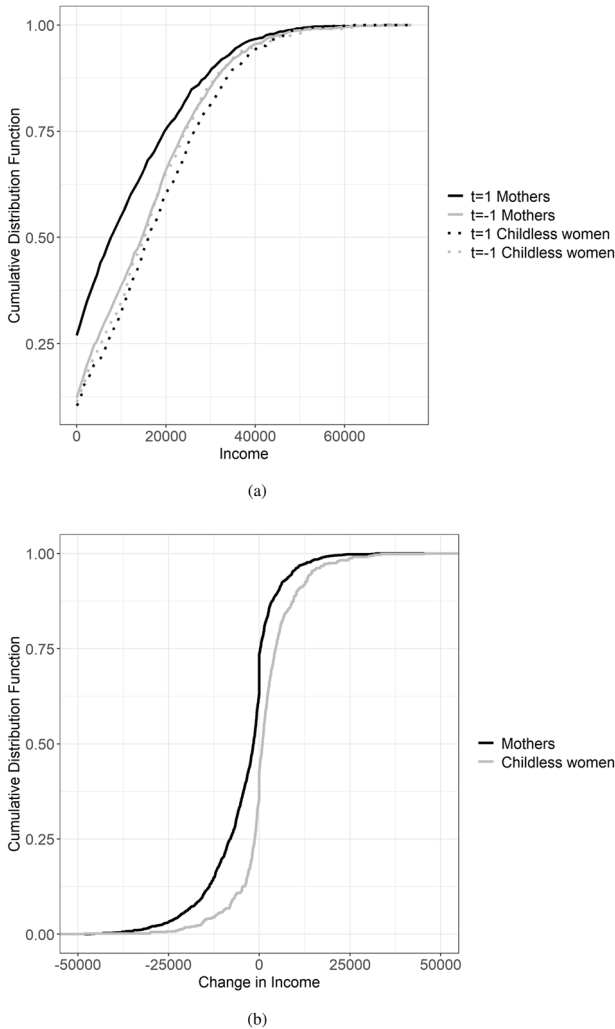 1.00
0.75
0.50
0.25
Cumulative Distribution Function
0
20000
40000
60000
Income
t=1 Mothers
t=-1 Mothers
t=1 Childless women
t=-1 Childless women
(a)
1.00
0.75
0.50
0.25
0.00
Cumulative Distribution Function
-50000
-25000
0
25000
50000
Change in Income
Mothers
Childless women
(b)